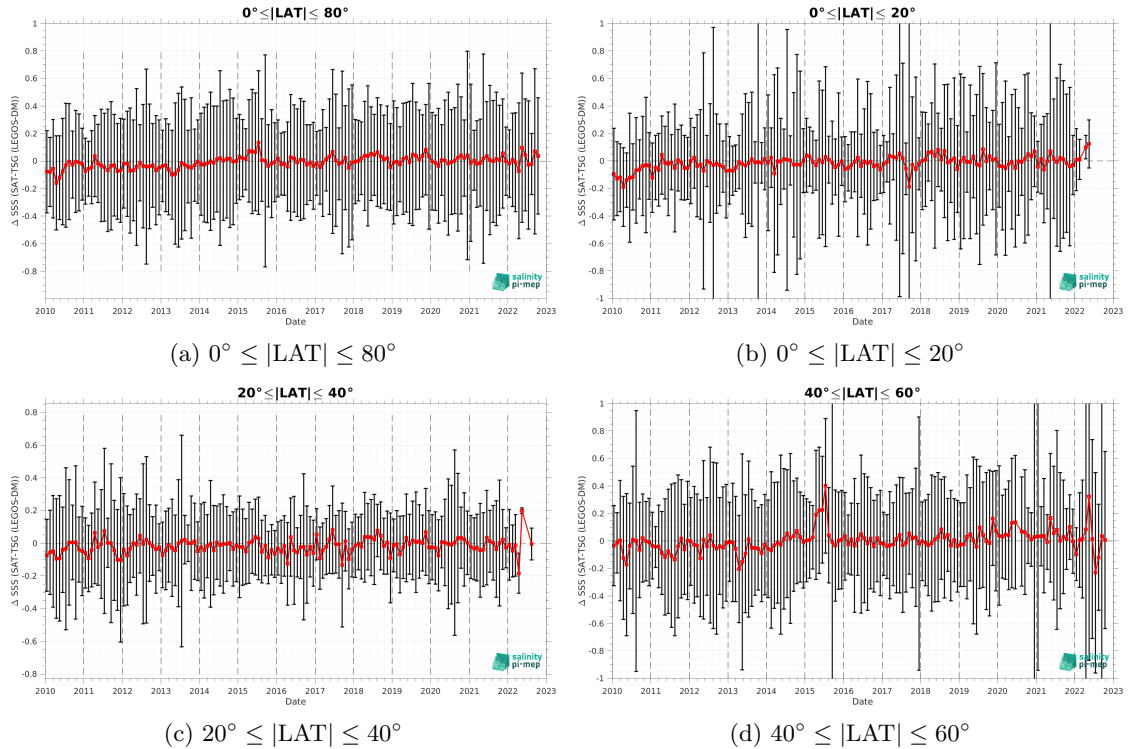 0°≤|LAT|≤ 80°
1
0.8
0.6
0.4
0.2
0
-0.2
-0.4
-0.6
-0.8
Δ SSS (SAT-TSG (LEGOS-DM))
2010 2011 2012 2013 2014 2015 2016 2017 2018 2019 2020 2021 2022 2023
Date
salinity
pi-mep
(a) 0° ≤ |LAT| ≤ 80°
0°≤|LAT|≤ 20°
1
0.8
0.6
0.4
0.2
0
-0.2
-0.4
-0.6
-0.8
-1
Δ SSS (SAT-TSG (LEGOS-DM))
2010 2011 2012 2013 2014 2015 2016 2017 2018 2019 2020 2021 2022 2023
Date
salinity
pi-mep
(b) 0° ≤ |LAT| ≤ 20°
20°≤|LAT|≤ 40°
0.8
0.6
0.4
0.2
0
-0.2
-0.4
-0.6
-0.8
Δ SSS (SAT-TSG (LEGOS-DM))
2010 2011 2012 2013 2014 2015 2016 2017 2018 2019 2020 2021 2022 2023
Date
salinity
pi-mep
(c) 20° ≤ |LAT| ≤ 40°
40°≤|LAT|≤ 60°
1
0.8
0.6
0.4
0.2
0
-0.2
-0.4
-0.6
-0.8
-1
Δ SSS (SAT-TSG (LEGOS-DM))
2010 2011 2012 2013 2014 2015 2016 2017 2018 2019 2020 2021 2022 2023
Date
salinity
pi-mep
(d) 40° ≤ |LAT| ≤ 60°